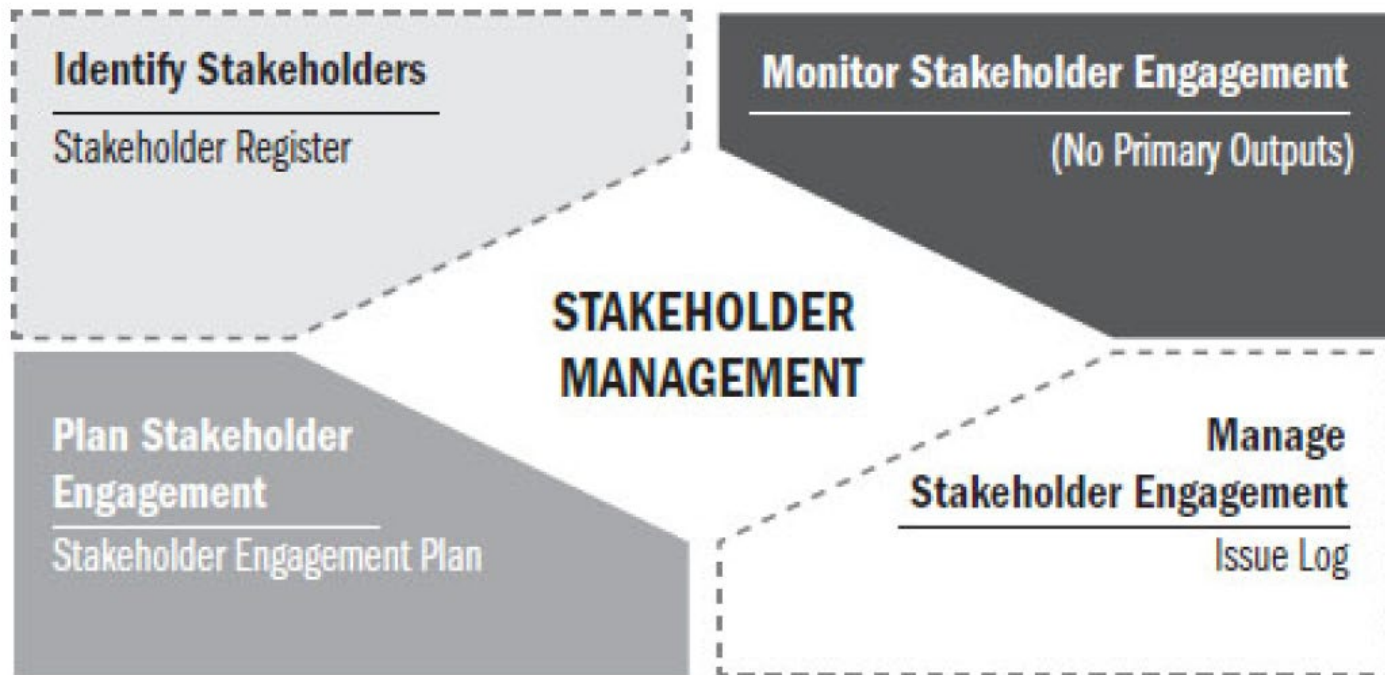 Identify Stakeholders
Stakeholder Register
Monitor Stakeholder Engagement
(No Primary Outputs)
STAKEHOLDER
MANAGEMENT
Plan Stakeholder
Engagement
Stakeholder Engagement Plan
Manage
Stakeholder Engagement
Issue Log